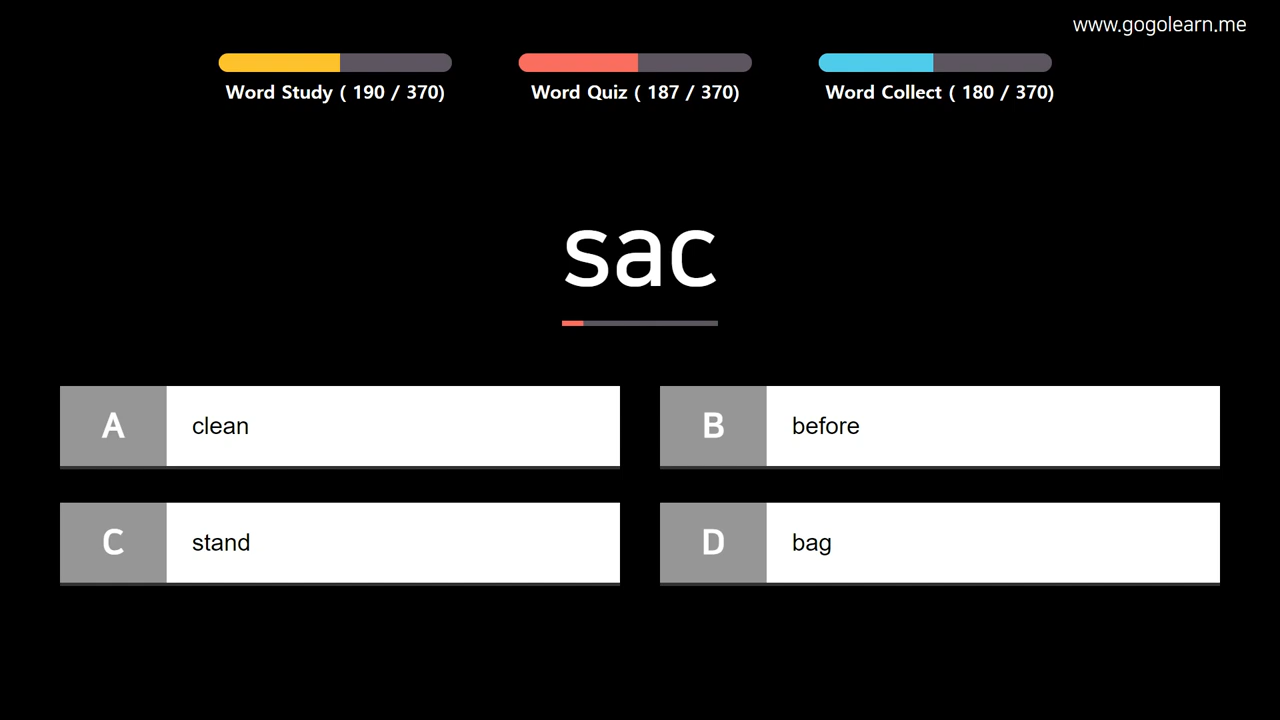 www.gogolearn.me
Word Study ( 190 / 370)
Word Quiz ( 187 / 370)
Word Collect ( 180 / 370)
sac
A clean
B before
C stand
D bag